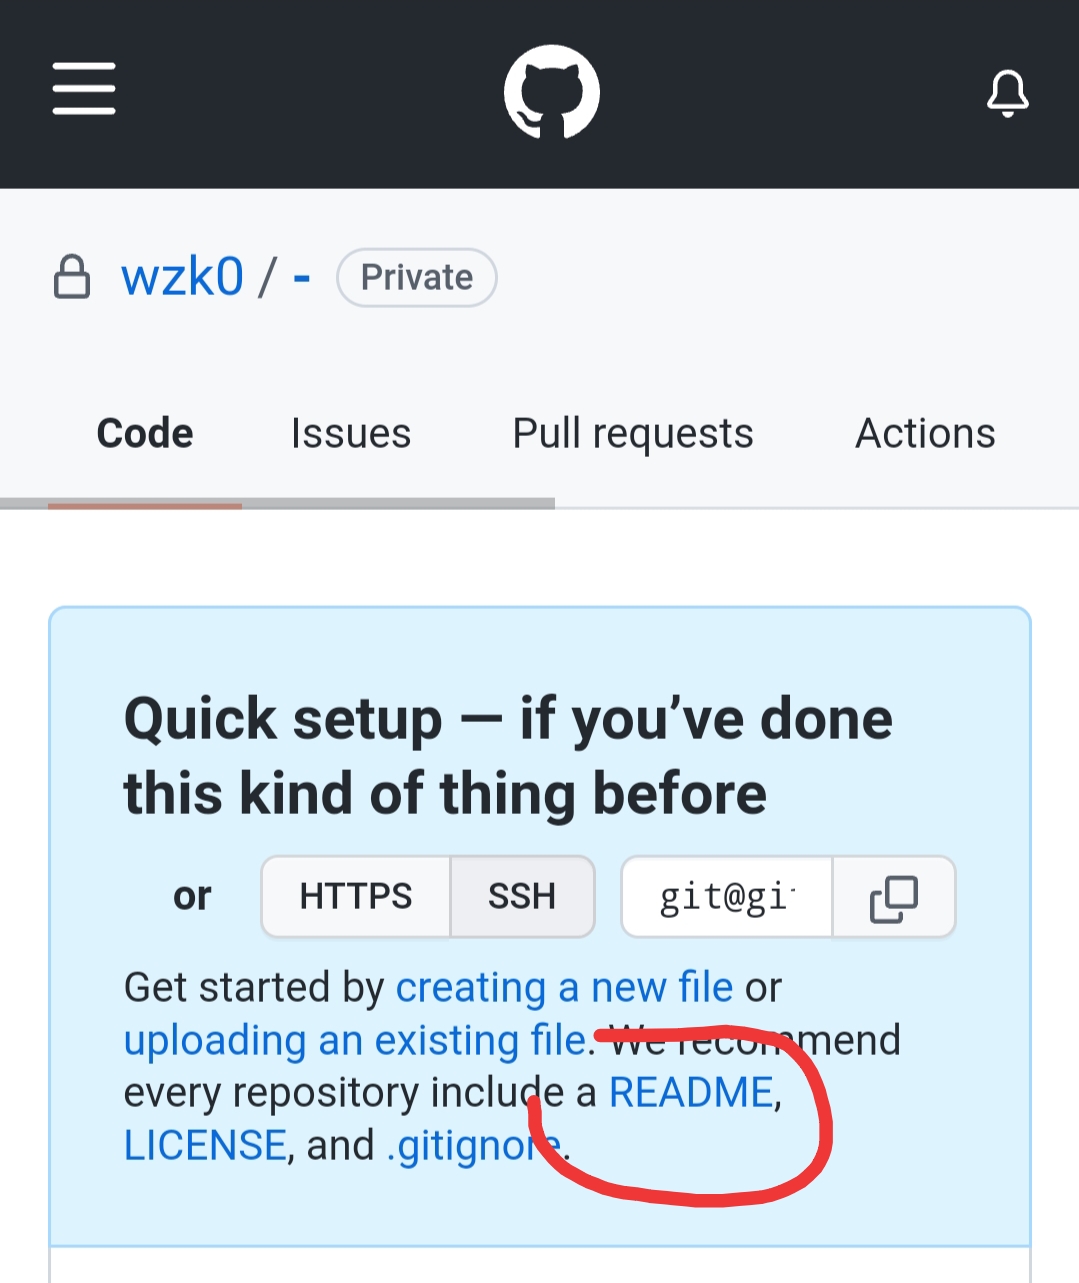 wzk0 / - Private
Code Issues Pull requests Actions
Quick setup — if you’ve done
this kind of thing before
or HTTPS SSH git@gi
Get started by creating a new file or
uploading an existing file. We recommend
every repository include a README,
LICENSE, and .gitignore.